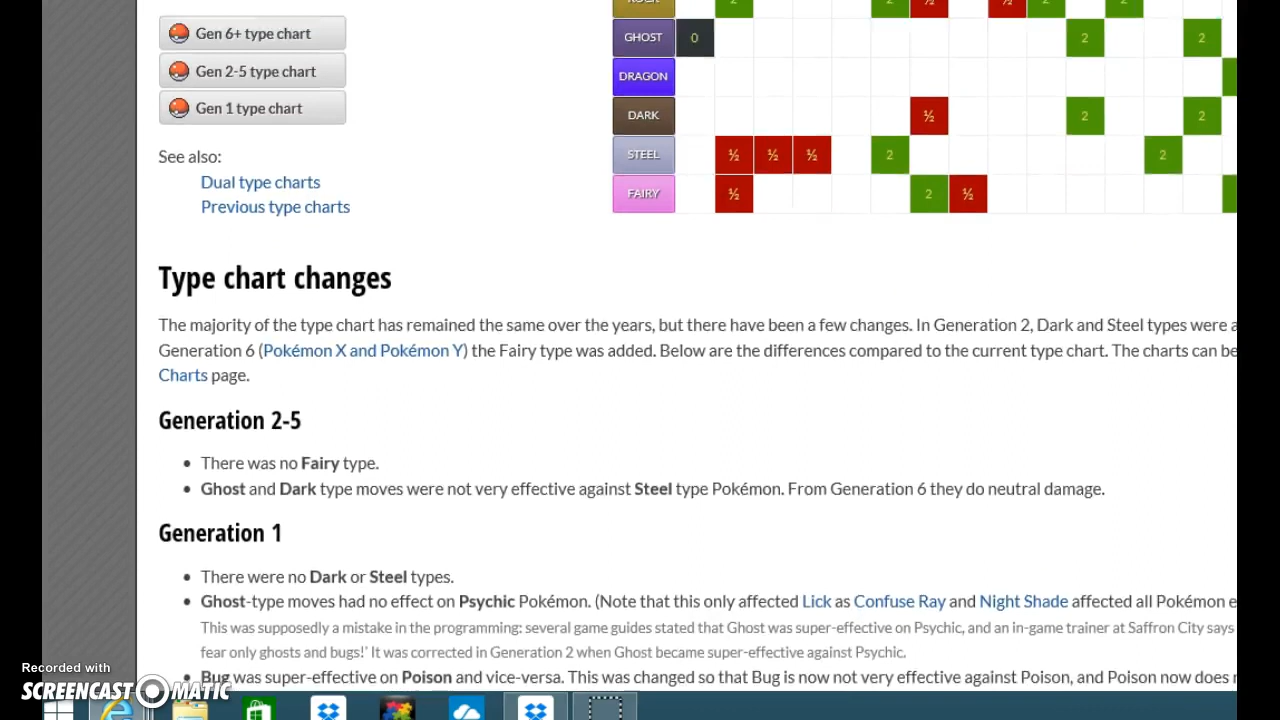 ROCK 2 2 ½ ½ 2 2
Gen 6+ type chart
GHOST 0 2 2
Gen 2-5 type chart
DRAGON
Gen 1 type chart
DARK ½ 2 2
See also:
STEEL ½ ½ ½ 2 2
Dual type charts
FAIRY ½ 2 ½
Previous type charts
Type chart changes
The majority of the type chart has remained the same over the years, but there have been a few changes. In Generation 2, Dark and Steel types were a
Generation 6 (Pokémon X and Pokémon Y) the Fairy type was added. Below are the differences compared to the current type chart. The charts can be
Charts page.
Generation 2-5
There was no Fairy type.
Ghost and Dark type moves were not very effective against Steel type Pokémon. From Generation 6 they do neutral damage.
Generation 1
There were no Dark or Steel types.
Ghost-type moves had no effect on Psychic Pokémon. (Note that this only affected Lick as Confuse Ray and Night Shade affected all Pokémon e
This was supposedly a mistake in the programming: several game guides stated that Ghost was super-effective on Psychic, and an in-game trainer at Saffron City says
fear only ghosts and bugs!' It was corrected in Generation 2 when Ghost became super-effective against Psychic.
Bug was super-effective on Poison and vice-versa. This was changed so that Bug is now not very effective against Poison, and Poison now does
Recorded with
SCREENCAST-O-MATIC